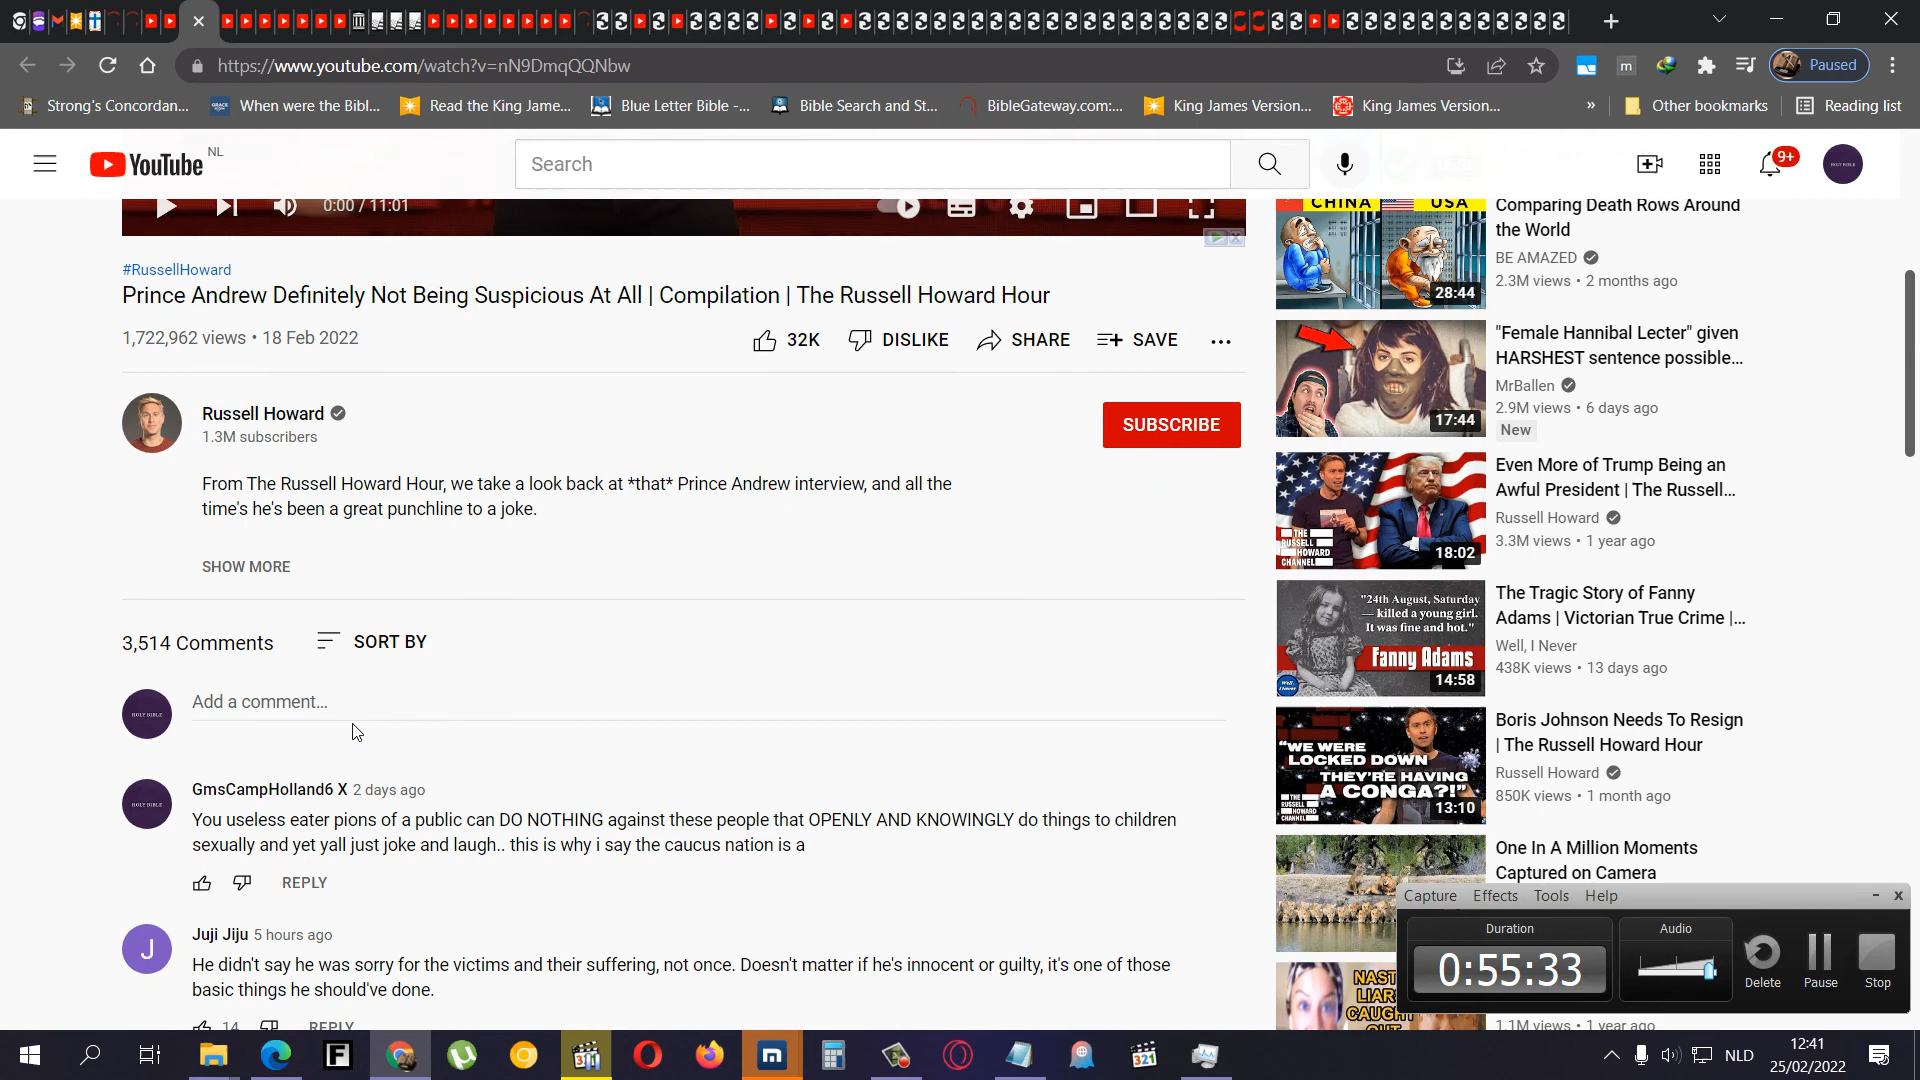 https://www.youtube.com/watch?v=nN9DmqQQNbw
Paused
Strong's Concordan...
When were the Bibl...
Read the King Jame...
Blue Letter Bible -...
Bible Search and St...
BibleGateway.com:...
King James Version...
King James Version...
»
Other bookmarks
Reading list
YouTube NL
Search
9+
0:00 / 11:01
#RussellHoward
Prince Andrew Definitely Not Being Suspicious At All | Compilation | The Russell Howard Hour
1,722,962 views • 18 Feb 2022
32K
DISLIKE
SHARE
SAVE
Russell Howard
1.3M subscribers
SUBSCRIBE
From The Russell Howard Hour, we take a look back at *that* Prince Andrew interview, and all the
time's he's been a great punchline to a joke.
SHOW MORE
3,514 Comments
SORT BY
HOLY BIBLE
Add a comment...
HOLY BIBLE
GmsCampHolland6 X 2 days ago
You useless eater pions of a public can DO NOTHING against these people that OPENLY AND KNOWINGLY do things to children
sexually and yet yall just joke and laugh.. this is why i say the caucus nation is a
REPLY
J
Juji Jiju 5 hours ago
He didn't say he was sorry for the victims and their suffering, not once. Doesn't matter if he's innocent or guilty, it's one of those
basic things he should've done.
14
REPLY
CHINA
USA
28:44
Comparing Death Rows Around
the World
BE AMAZED
2.3M views • 2 months ago
17:44
"Female Hannibal Lecter" given
HARSHEST sentence possible...
MrBallen
2.9M views • 6 days ago
New
THE
RUSSELL
HOWARD
CHANNEL
18:02
Even More of Trump Being an
Awful President | The Russell...
Russell Howard
3.3M views • 1 year ago
"24th August, Saturday
— killed a young girl.
It was fine and hot."
Fanny Adams
14:58
The Tragic Story of Fanny
Adams | Victorian True Crime |...
Well, I Never
438K views • 13 days ago
"WE WERE
LOCKED DOWN
THEY'RE HAVING
A CONGA?!"
13:10
Boris Johnson Needs To Resign
| The Russell Howard Hour
Russell Howard
850K views • 1 month ago
One In A Million Moments
Captured on Camera
1.1M views • 1 year ago
Capture Effects Tools Help
Duration
0:55:33
Audio
Delete
Pause
Stop
NLD
12:41
25/02/2022